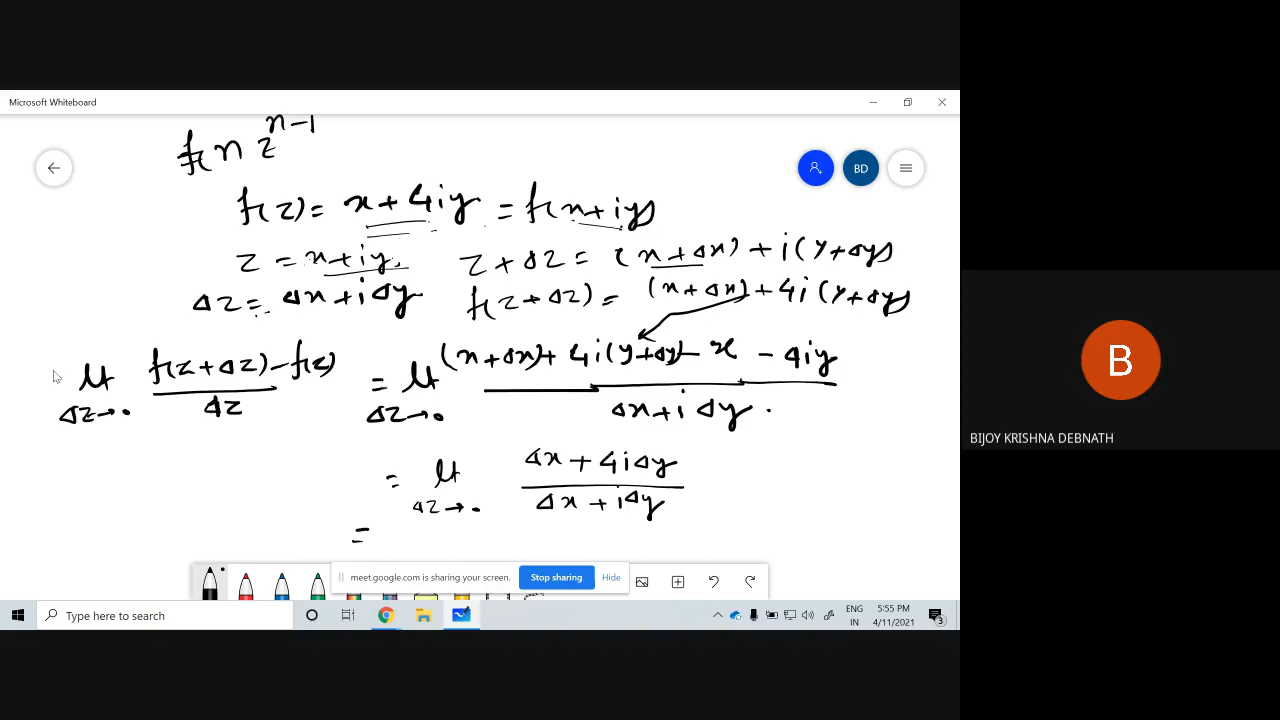 Microsoft Whiteboard
f(n z^{n-1}
BD
f(z) = x + 4iy = f(x + iy)
z = x + iy. z + Δz = (x + Δx) + i(y + Δy)
Δz = Δx + iΔy f(z + Δz) = (x + Δx) + 4i(y + Δy)
lt Δz→0 f(z + Δz) - f(z) / Δz = lt Δz→0 (x + Δx) + 4i(y + Δy) - x - 4iy / Δx + iΔy.
= lt Δz→0 Δx + 4iΔy / Δx + iΔy
=
meet.google.com is sharing your screen. Stop sharing Hide
Type here to search
ENG IN
5:55 PM 4/11/2021
3
B
BIJOY KRISHNA DEBNATH